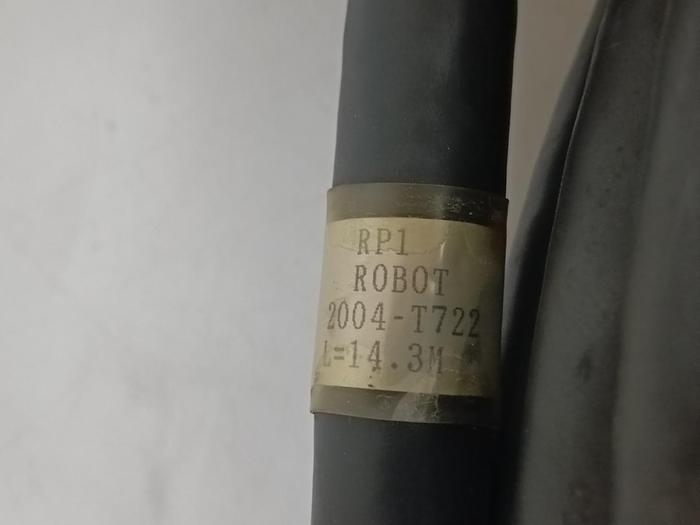 RP1
ROBOT
2004-T722
L=14.3M